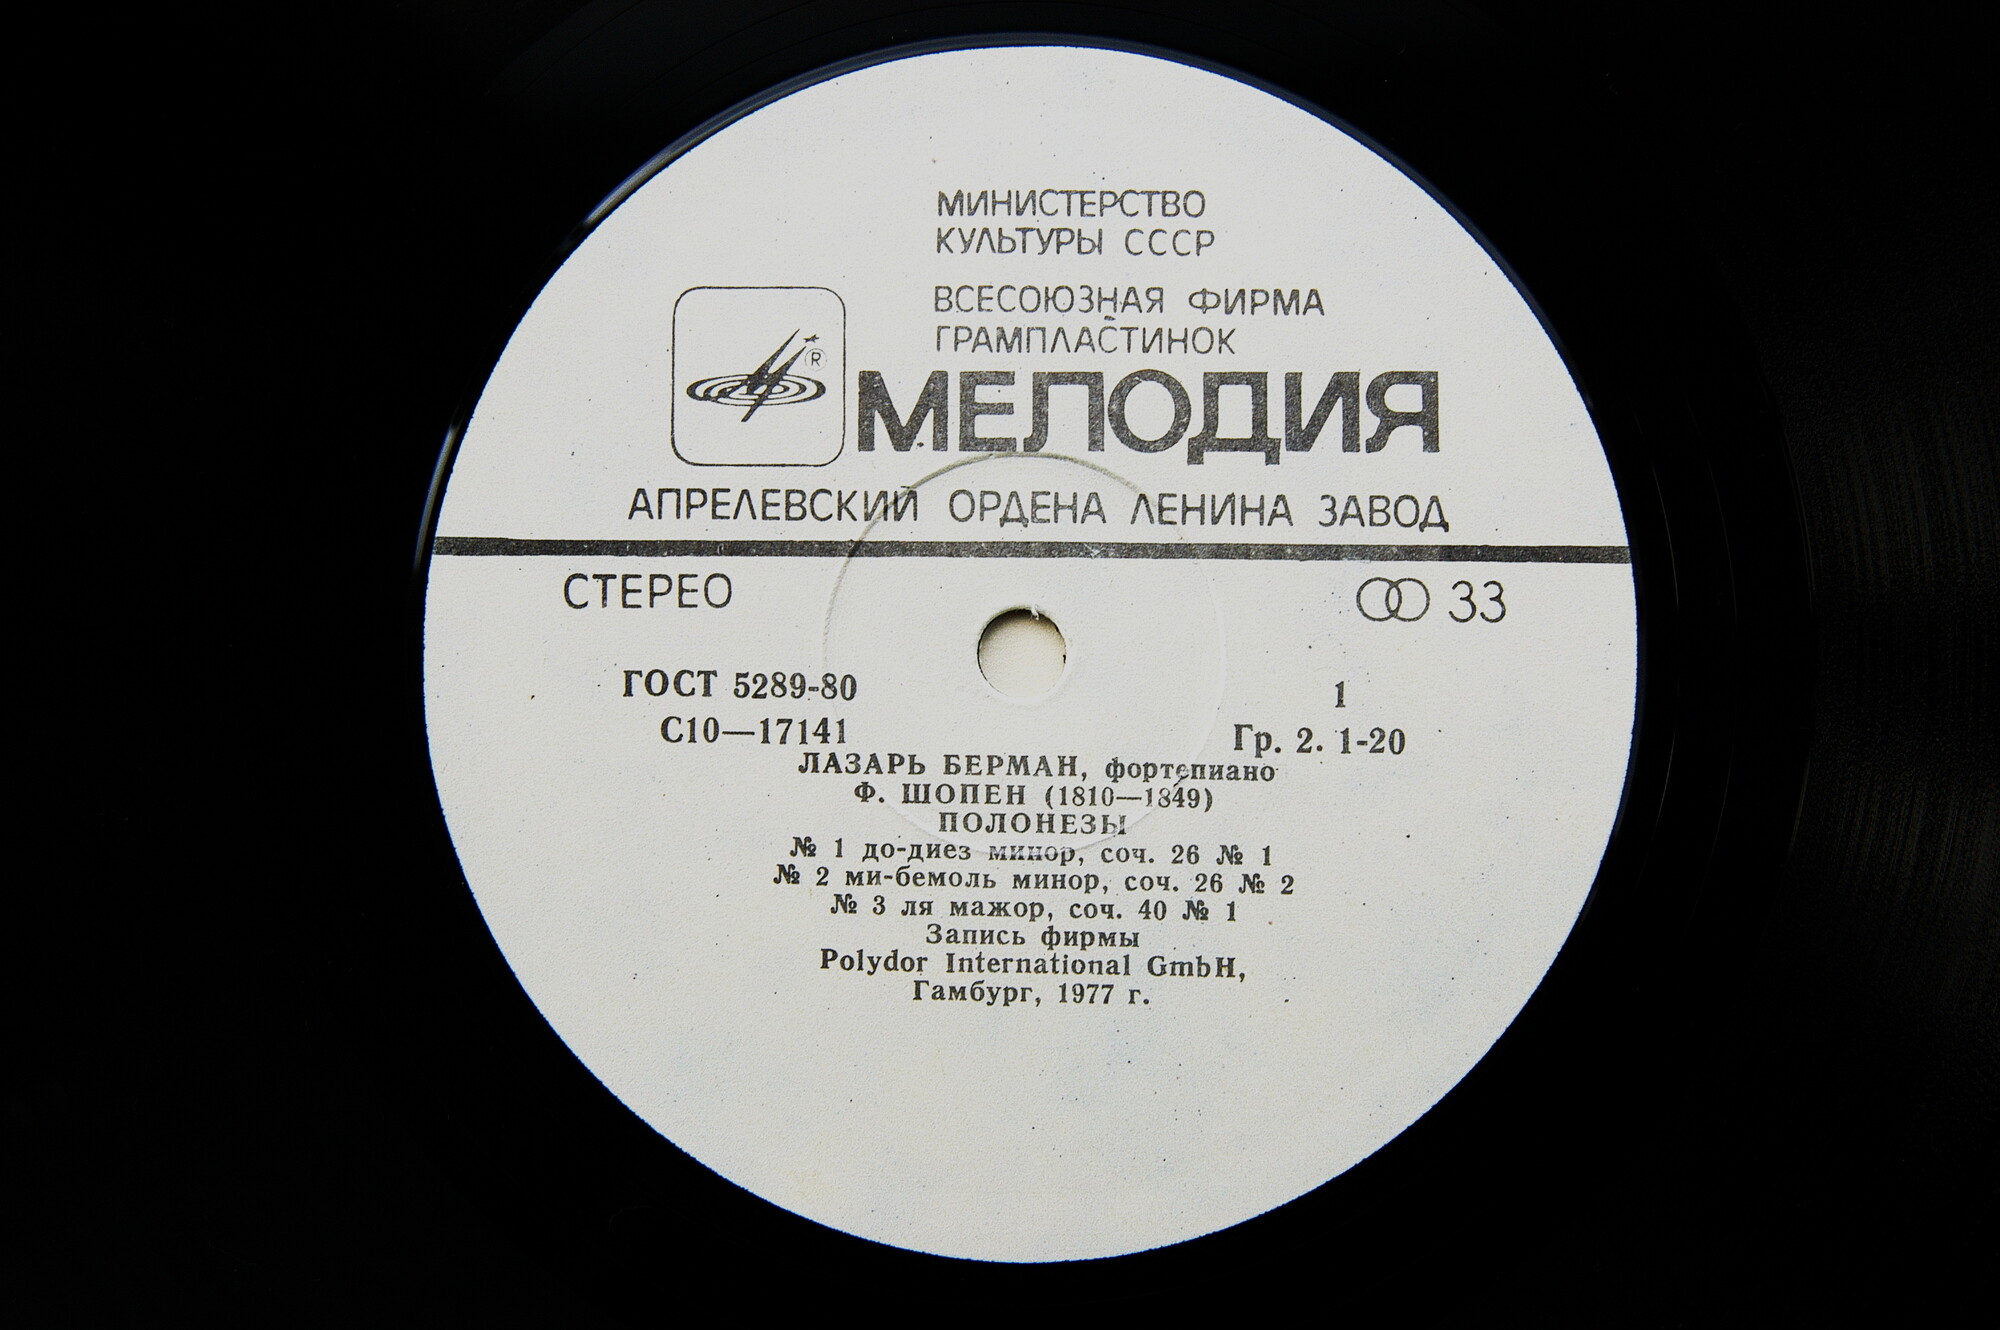 МИНИСТЕРСТВО
КУЛЬТУРЫ СССР
ВСЕСОЮЗНАЯ ФИРМА
ГРАМПЛАСТИНОК
®
МЕЛОДИЯ
АПРЕЛЕВСКИЙ ОРДЕНА ЛЕНИНА ЗАВОД
СТЕРЕО 33
ГОСТ 5289-80 1
С10—17141 Гр. 2. 1-20
ЛАЗАРЬ БЕРМАН, фортепиано
Ф. ШОПЕН (1810—1849)
ПОЛОНЕЗЫ
№ 1 до-диез минор, соч. 26 № 1
№ 2 ми-бемоль минор, соч. 26 № 2
№ 3 ля мажор, соч. 40 № 1
Запись фирмы
Polydor International GmbH,
Гамбург, 1977 г.